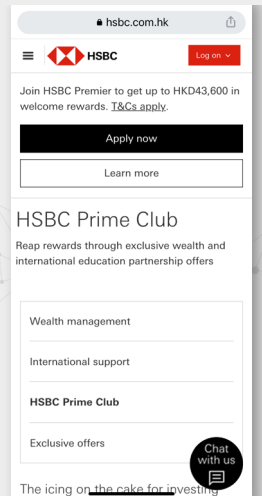 hsbc.com.hk
HSBC
Log on
Join HSBC Premier to get up to HKD43,600 in
welcome rewards. T&Cs apply.
Apply now
Learn more
HSBC Prime Club
Reap rewards through exclusive wealth and
international education partnership offers
Wealth management
International support
HSBC Prime Club
Exclusive offers
Chat
with us
The icing on the cake for investing